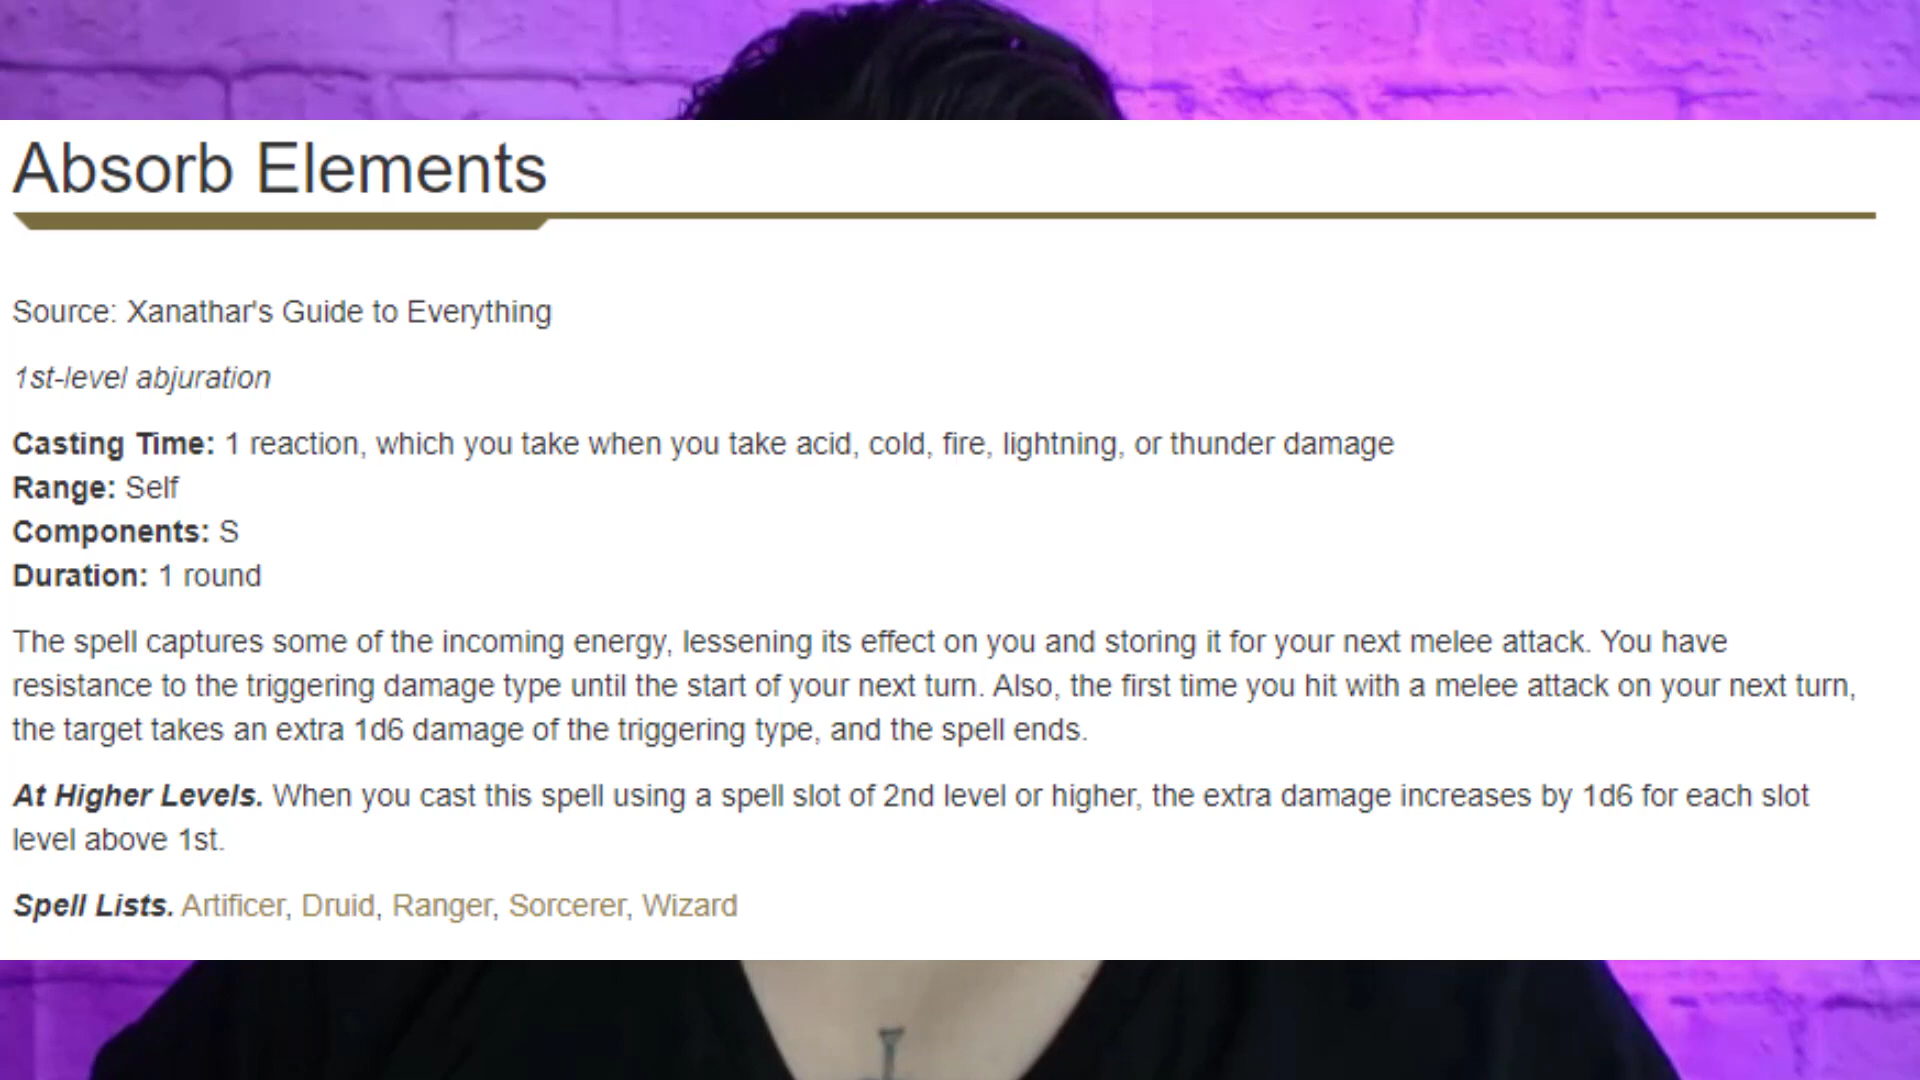 Absorb Elements
Source: Xanathar's Guide to Everything
1st-level abjuration
Casting Time: 1 reaction, which you take when you take acid, cold, fire, lightning, or thunder damage
Range: Self
Components: S
Duration: 1 round
The spell captures some of the incoming energy, lessening its effect on you and storing it for your next melee attack. You have
resistance to the triggering damage type until the start of your next turn. Also, the first time you hit with a melee attack on your next turn,
the target takes an extra 1d6 damage of the triggering type, and the spell ends.
At Higher Levels. When you cast this spell using a spell slot of 2nd level or higher, the extra damage increases by 1d6 for each slot
level above 1st.
Spell Lists. Artificer, Druid, Ranger, Sorcerer, Wizard